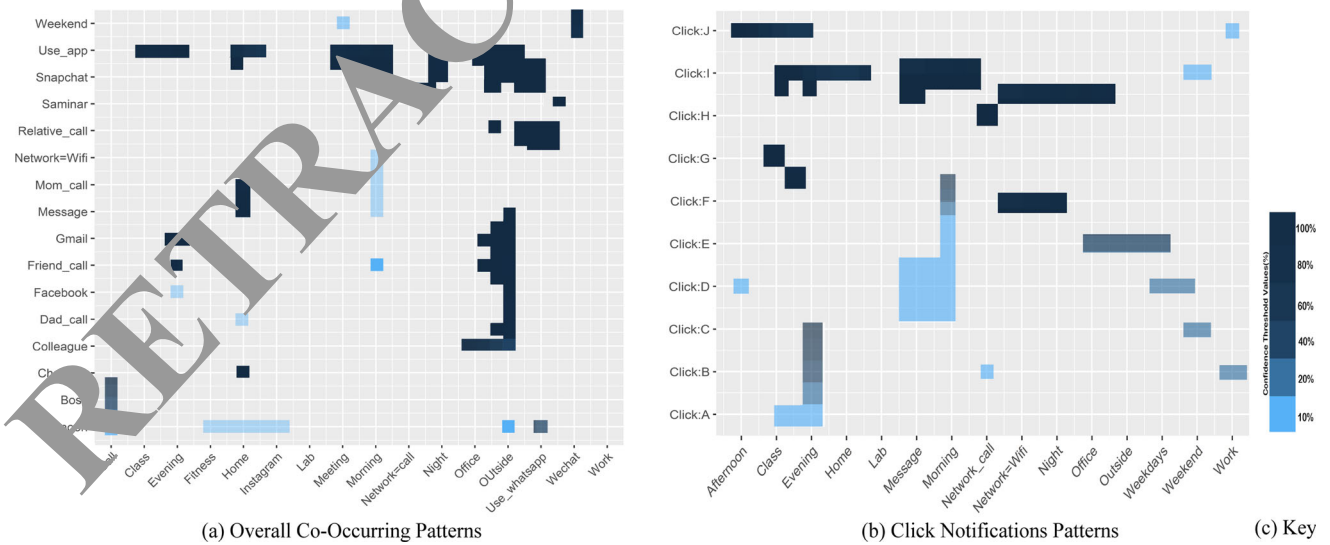 Weekend
Use_app
Snapchat
Saminar
Relative_call
Network=Wifi
Mom_call
Message
Gmail
Friend_call
Facebook
Dad_call
Colleague
Class
Evening
Fitness
Home
Instagram
Lab
Meeting
Morning
Network=call
Night
Office
OUtside
Use_whatsapp
Wechat
Work
(a) Overall Co-Occurring Patterns
Click:J
Click:I
Click:H
Click:G
Click:F
Click:E
Click:D
Click:C
Click:B
Click:A
Afternoon
Class
Evening
Home
Lab
Message
Morning
Network_call
Network=Wifi
Night
Office
Outside
Weekdays
Weekend
Work
(b) Click Notifications Patterns
Confidence Threshold Values(%)
100%
80%
60%
40%
20%
10%
(c) Key
RETRAC